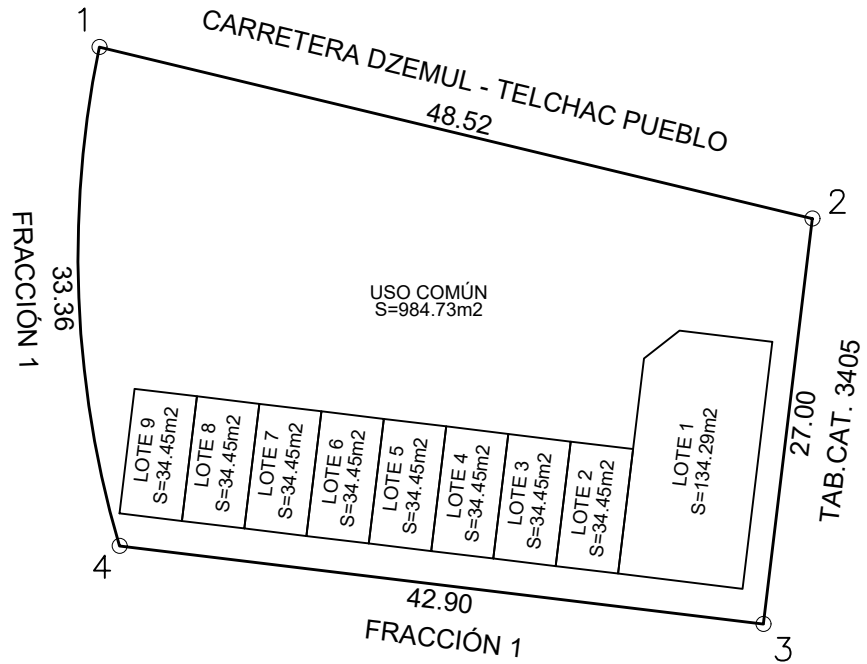 1
CARRETERA DZEMUL - TELCHAC PUEBLO
48.52
2
FRACCIÓN 1
33.36
USO COMÚN
S=984.73m2
LOTE 9
S=34.45m2
LOTE 8
S=34.45m2
LOTE 7
S=34.45m2
LOTE 6
S=34.45m2
LOTE 5
S=34.45m2
LOTE 4
S=34.45m2
LOTE 3
S=34.45m2
LOTE 2
S=34.45m2
LOTE 1
S=134.29m2
27.00
TAB.CAT. 3405
4
42.90
FRACCIÓN 1
3